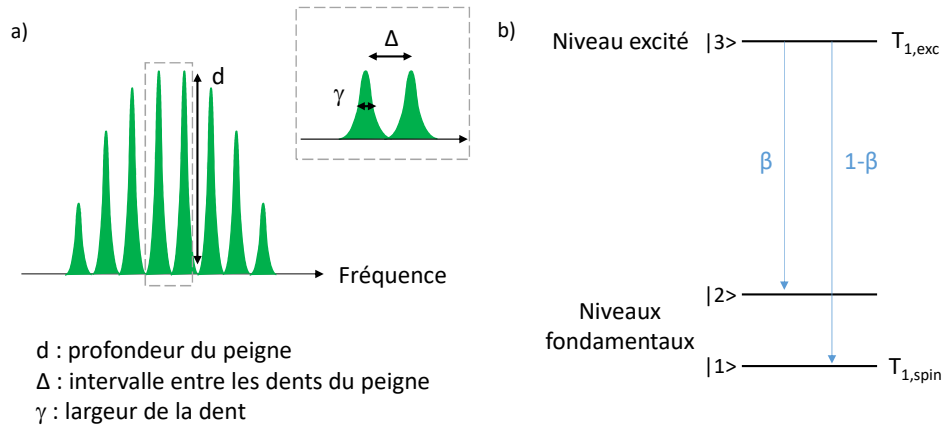 a)
d
Δ
γ
Fréquence
d : profondeur du peigne
Δ : intervalle entre les dents du peigne
γ : largeur de la dent
b)
Niveau excité |3> T1,exc
β 1-β
|2>
Niveaux
fondamentaux
|1> T1,spin